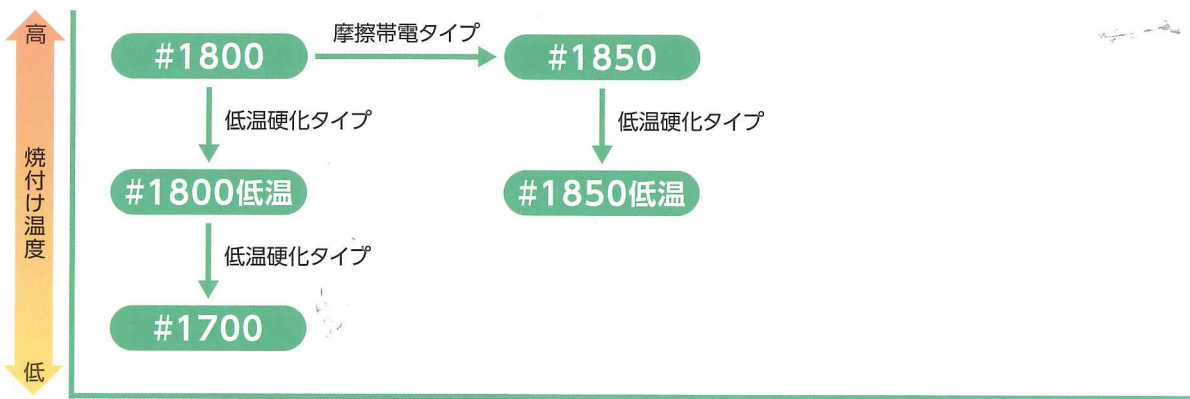 高
焼付け温度
低
#1800
摩擦帯電タイプ
#1850
低温硬化タイプ
低温硬化タイプ
#1800低温
#1850低温
低温硬化タイプ
#1700